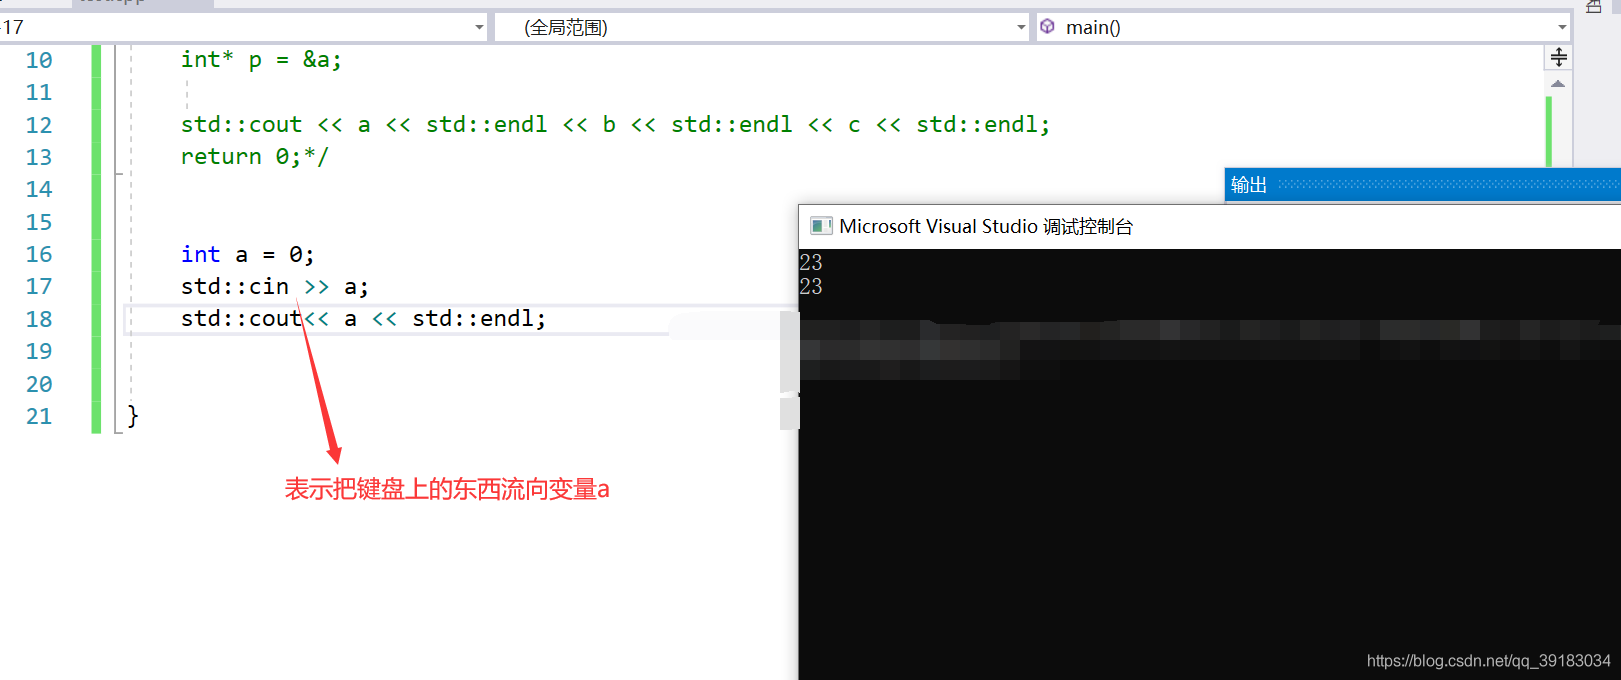 -17
(全局范围)
main()
10 int* p = &a;
11
12 std::cout << a << std::endl << b << std::endl << c << std::endl;
13 return 0;*/
14
15
16 int a = 0;
17 std::cin >> a;
18 std::cout<< a << std::endl;
19
20
21 }
表示把键盘上的东西流向变量a
输出
Microsoft Visual Studio 调试控制台
23
23
https://blog.csdn.net/qq_39183034